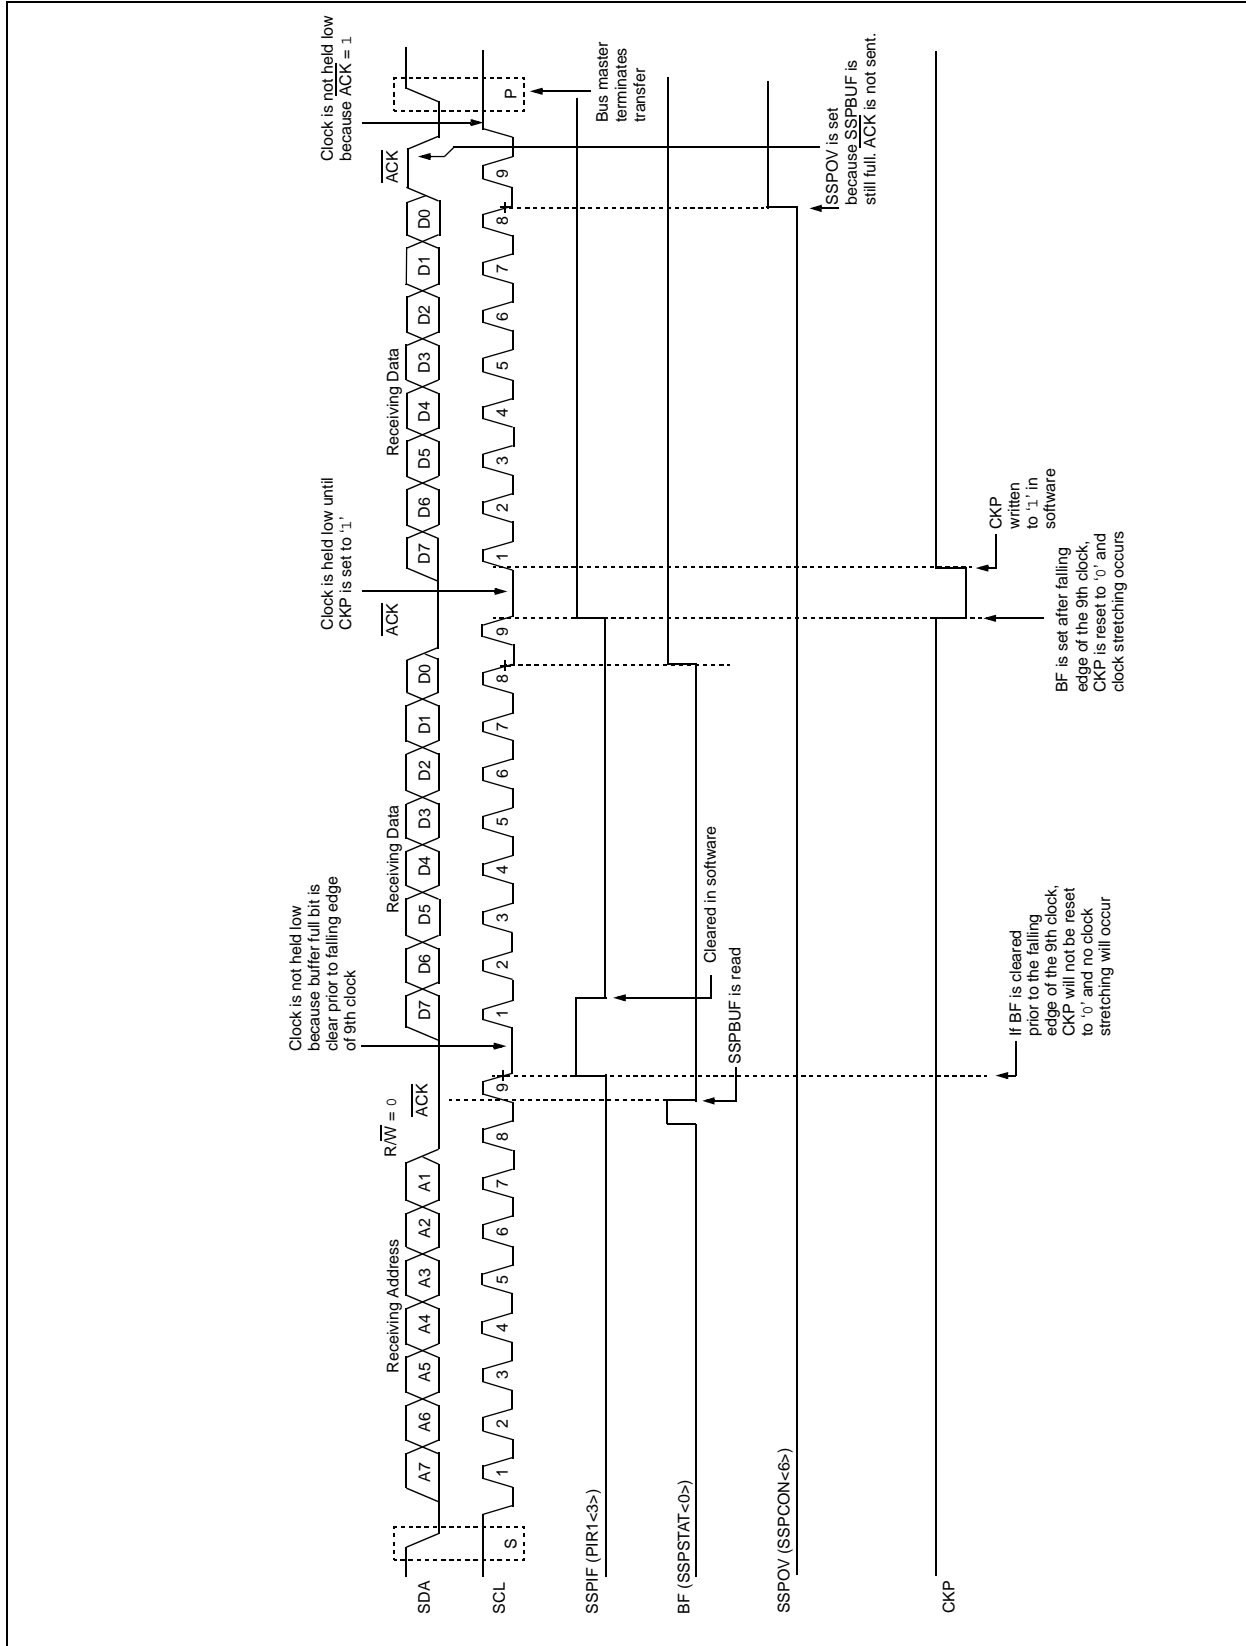 Clock is not held low
because buffer full bit is
clear prior to falling edge
of 9th clock
Clock is held low until
CKP is set to ‘1’
Clock is not held low
because ACK = 1
Receiving Address
R/W = 0
ACK
Receiving Data
ACK
Receiving Data
ACK
SDA
A7
A6
A5
A4
A3
A2
A1
D7
D6
D5
D4
D3
D2
D1
D0
D7
D6
D5
D4
D3
D2
D1
D0
SCL
S
1
2
3
4
5
6
7
8
9
1
2
3
4
5
6
7
8
9
1
2
3
4
5
6
7
8
9
P
SSPIF (PIR1<3>)
Bus master
terminates
transfer
BF (SSPSTAT<0>)
Cleared in software
SSPBUF is read
SSPOV (SSPCON<6>)
SSPOV is set
because SSPBUF is
still full. ACK is not sent.
CKP
CKP
written
to ‘1’ in
software
If BF is cleared
prior to the falling
edge of the 9th clock,
CKP will not be reset
to ‘0’ and no clock
stretching will occur
BF is set after falling
edge of the 9th clock,
CKP is reset to ‘0’ and
clock stretching occurs